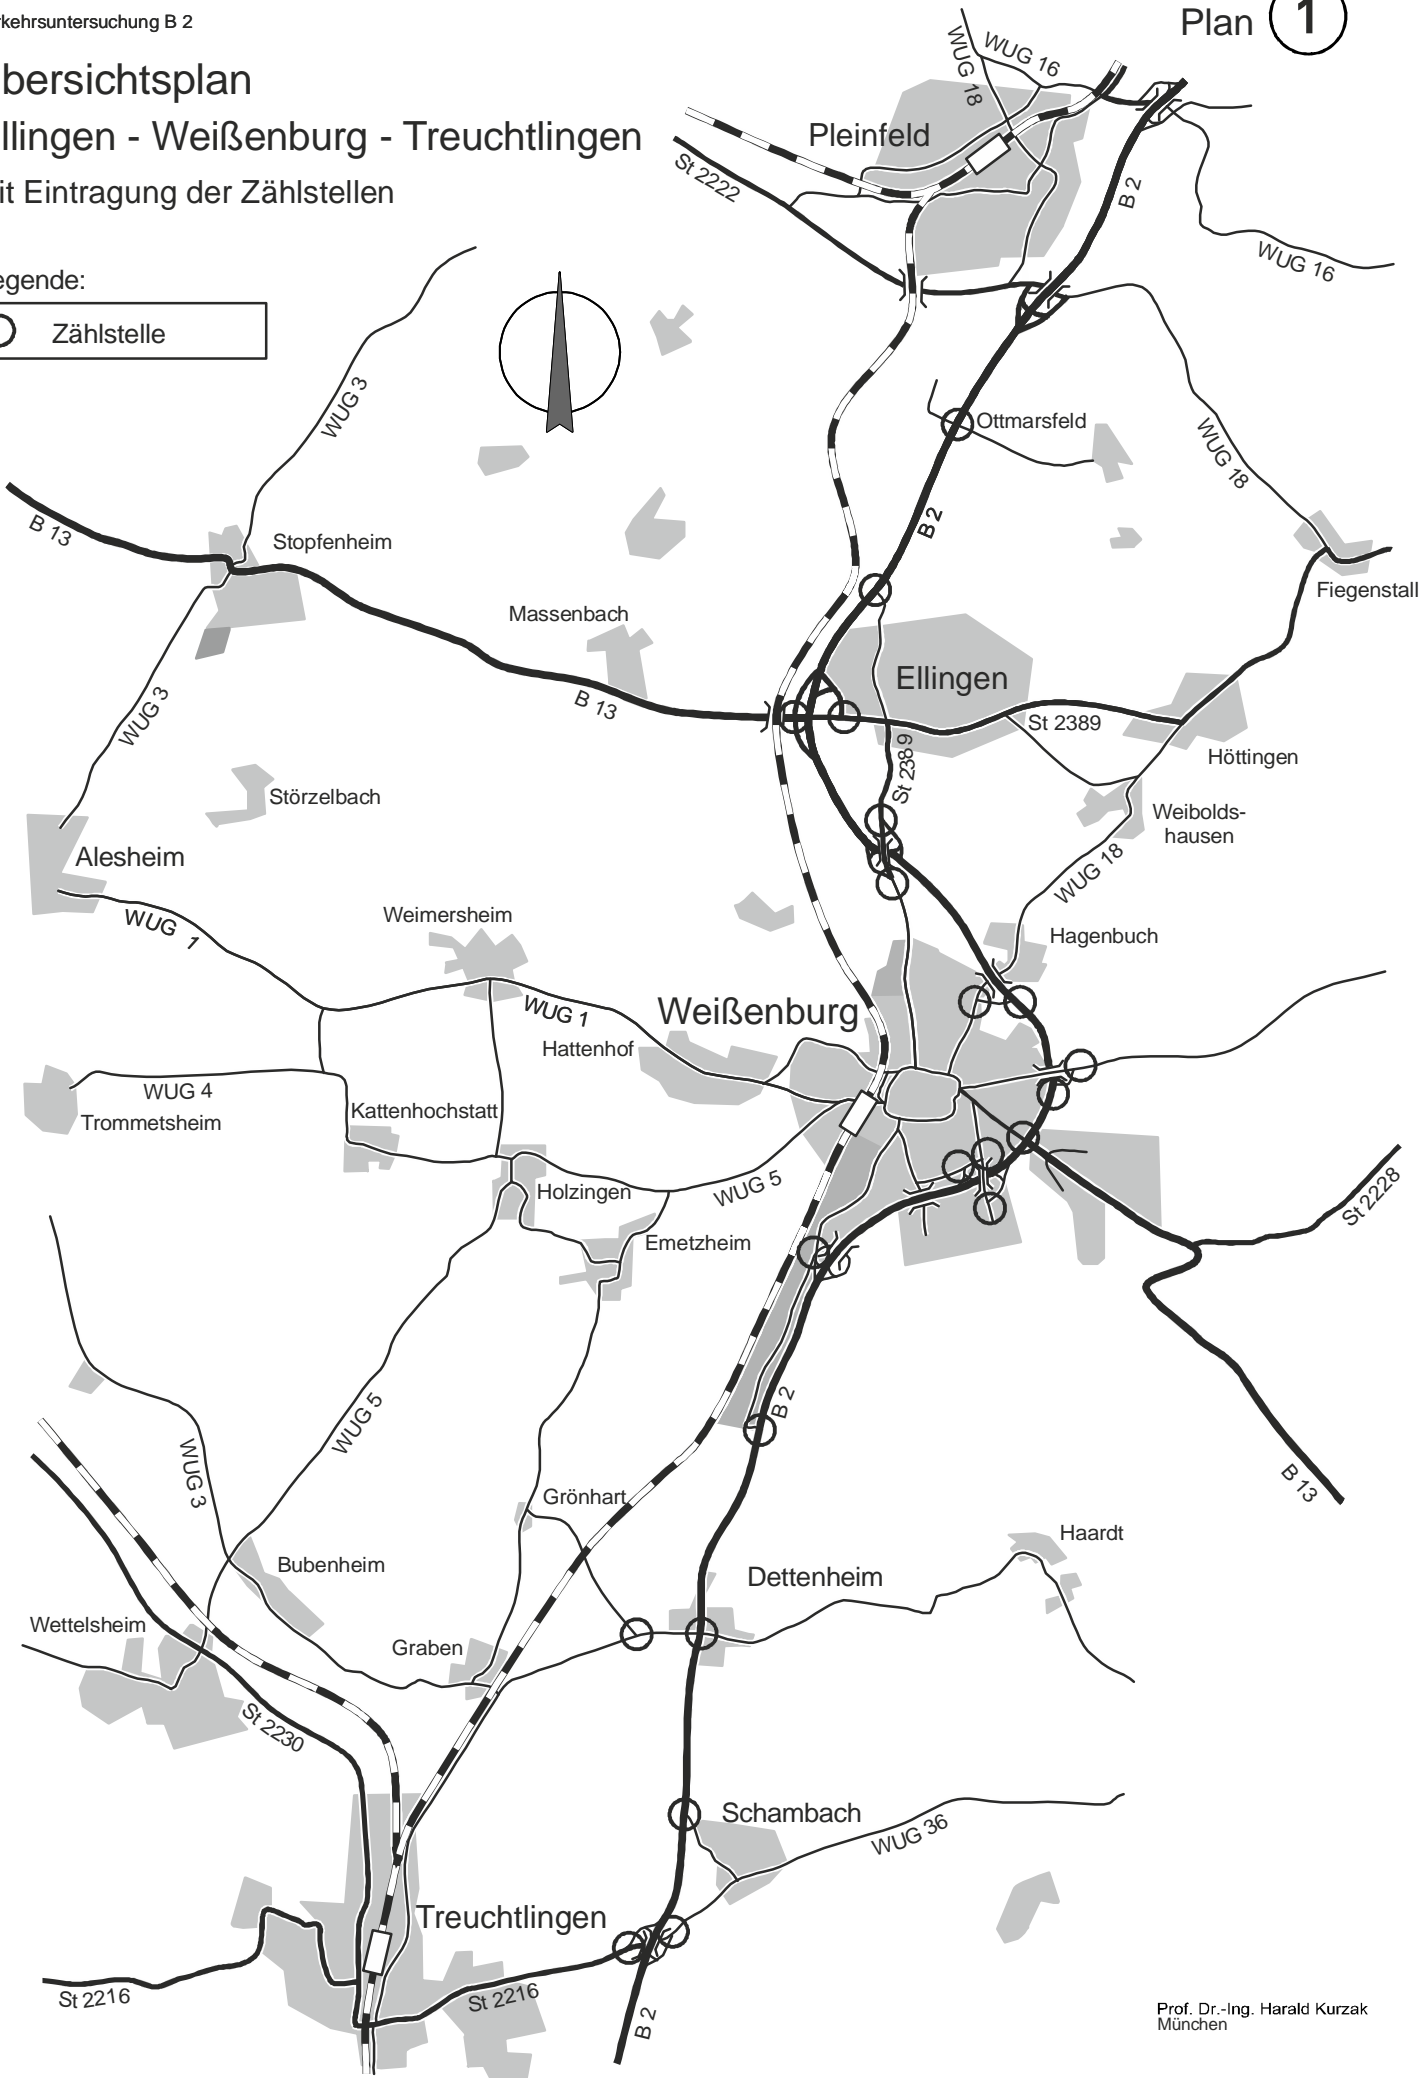 kehrsuntersuchung B 2
Plan 1
bersichtsplan
llingen - Weißenburg - Treuchtlingen
it Eintragung der Zählstellen
egende:
Zählstelle
WUG 18
WUG 16
Pleinfeld
St 2222
B 2
WUG 16
WUG 3
Ottmarsfeld
WUG 18
B 13
B 2
Stopfenheim
Fiegenstall
Massenbach
Ellingen
WUG 3
B 13
St 2389
St 2389
Höttingen
Störzelbach
Weibolds-
hausen
Alesheim
WUG 18
WUG 1
Weimersheim
Hagenbuch
WUG 1
Weißenburg
Hattenhof
WUG 4
Trommetsheim
Kattenhochstatt
Holzingen
WUG 5
St 2228
Emetzheim
WUG 5
B 2
WUG 3
B 13
Grönhart
Haardt
Bubenheim
Dettenheim
Wettelsheim
Graben
St 2230
Schambach
WUG 36
Treuchtlingen
St 2216
St 2216
B 2
Prof. Dr.-Ing. Harald Kurzak
München